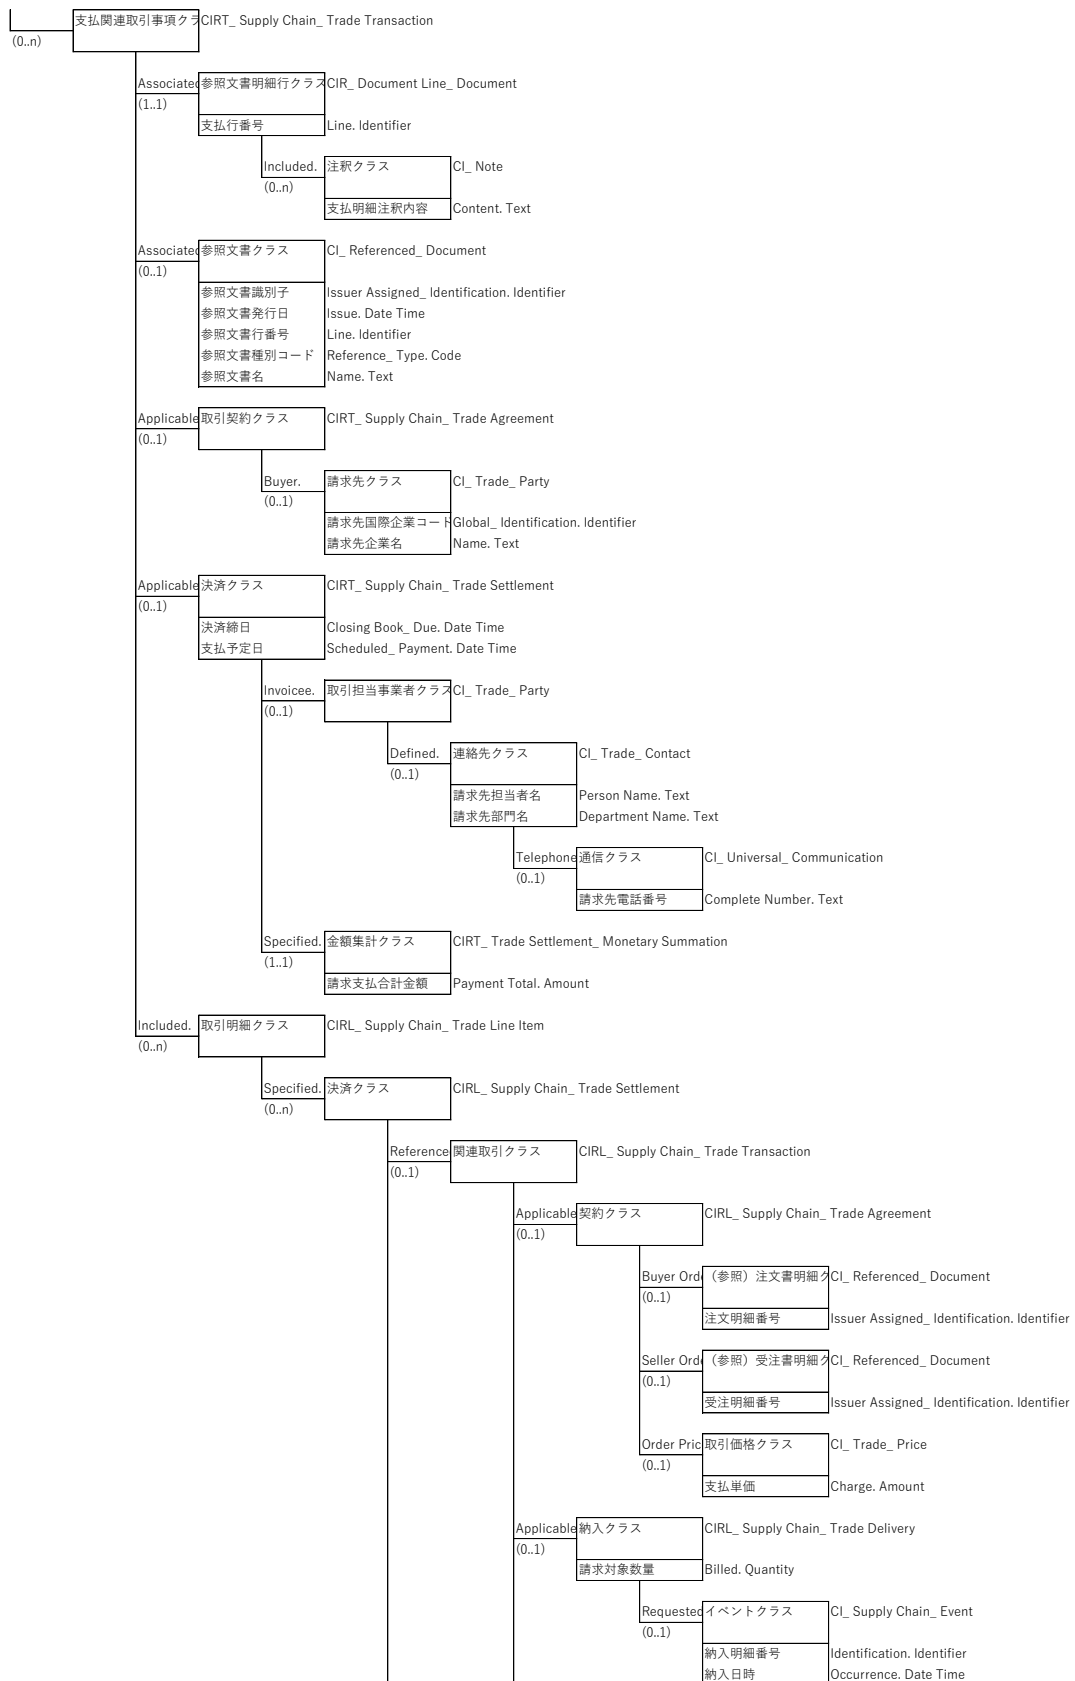 支払関連取引事項クラ CIRT_ Supply Chain_ Trade Transaction
(0..n)
Associated 参照文書明細行クラス CIR_ Document Line_ Document
(1..1)
支払行番号 Line. Identifier
Included. 注釈クラス CI_ Note
(0..n)
支払明細注釈内容 Content. Text
Associated 参照文書クラス CI_ Referenced_ Document
(0..1)
参照文書識別子 Issuer Assigned_ Identification. Identifier
参照文書発行日 Issue. Date Time
参照文書行番号 Line. Identifier
参照文書種別コード Reference_ Type. Code
参照文書名 Name. Text
Applicable 取引契約クラス CIRT_ Supply Chain_ Trade Agreement
(0..1)
Buyer. 請求先クラス CI_ Trade_ Party
(0..1)
請求先国際企業コード Global_ Identification. Identifier
請求先企業名 Name. Text
Applicable 決済クラス CIRT_ Supply Chain_ Trade Settlement
(0..1)
決済締日 Closing Book_ Due. Date Time
支払予定日 Scheduled_ Payment. Date Time
Invoicee. 取引担当事業者クラス CI_ Trade_ Party
(0..1)
Defined. 連絡先クラス CI_ Trade_ Contact
(0..1)
請求先担当者名 Person Name. Text
請求先部門名 Department Name. Text
Telephone 通信クラス CI_ Universal_ Communication
(0..1)
請求先電話番号 Complete Number. Text
Specified. 金額集計クラス CIRT_ Trade Settlement_ Monetary Summation
(1..1)
請求支払合計金額 Payment Total. Amount
Included. 取引明細クラス CIRL_ Supply Chain_ Trade Line Item
(0..n)
Specified. 決済クラス CIRL_ Supply Chain_ Trade Settlement
(0..n)
Reference 関連取引クラス CIRL_ Supply Chain_ Trade Transaction
(0..1)
Applicable 契約クラス CIRL_ Supply Chain_ Trade Agreement
(0..1)
Buyer Orde （参照）注文書明細ク CI_ Referenced_ Document
(0..1)
注文明細番号 Issuer Assigned_ Identification. Identifier
Seller Orde （参照）受注書明細ク CI_ Referenced_ Document
(0..1)
受注明細番号 Issuer Assigned_ Identification. Identifier
Order Pric 取引価格クラス CI_ Trade_ Price
(0..1)
支払単価 Charge. Amount
Applicable 納入クラス CIRL_ Supply Chain_ Trade Delivery
(0..1)
請求対象数量 Billed. Quantity
Requested イベントクラス CI_ Supply Chain_ Event
(0..1)
納入明細番号 Identification. Identifier
納入日時 Occurrence. Date Time